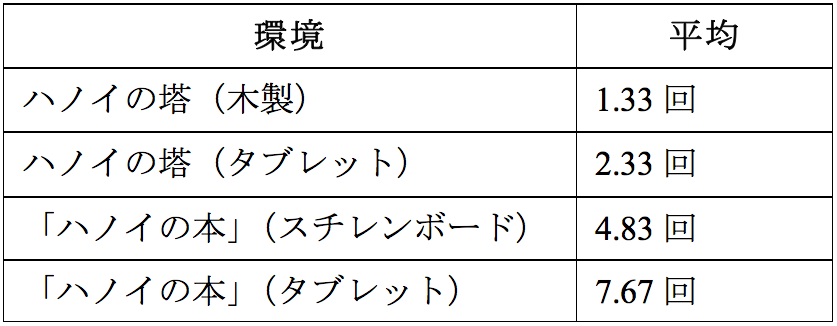 環境 平均
ハノイの塔（木製） 1.33 回
ハノイの塔（タブレット） 2.33 回
「ハノイの本」（スチレンボード） 4.83 回
「ハノイの本」（タブレット） 7.67 回